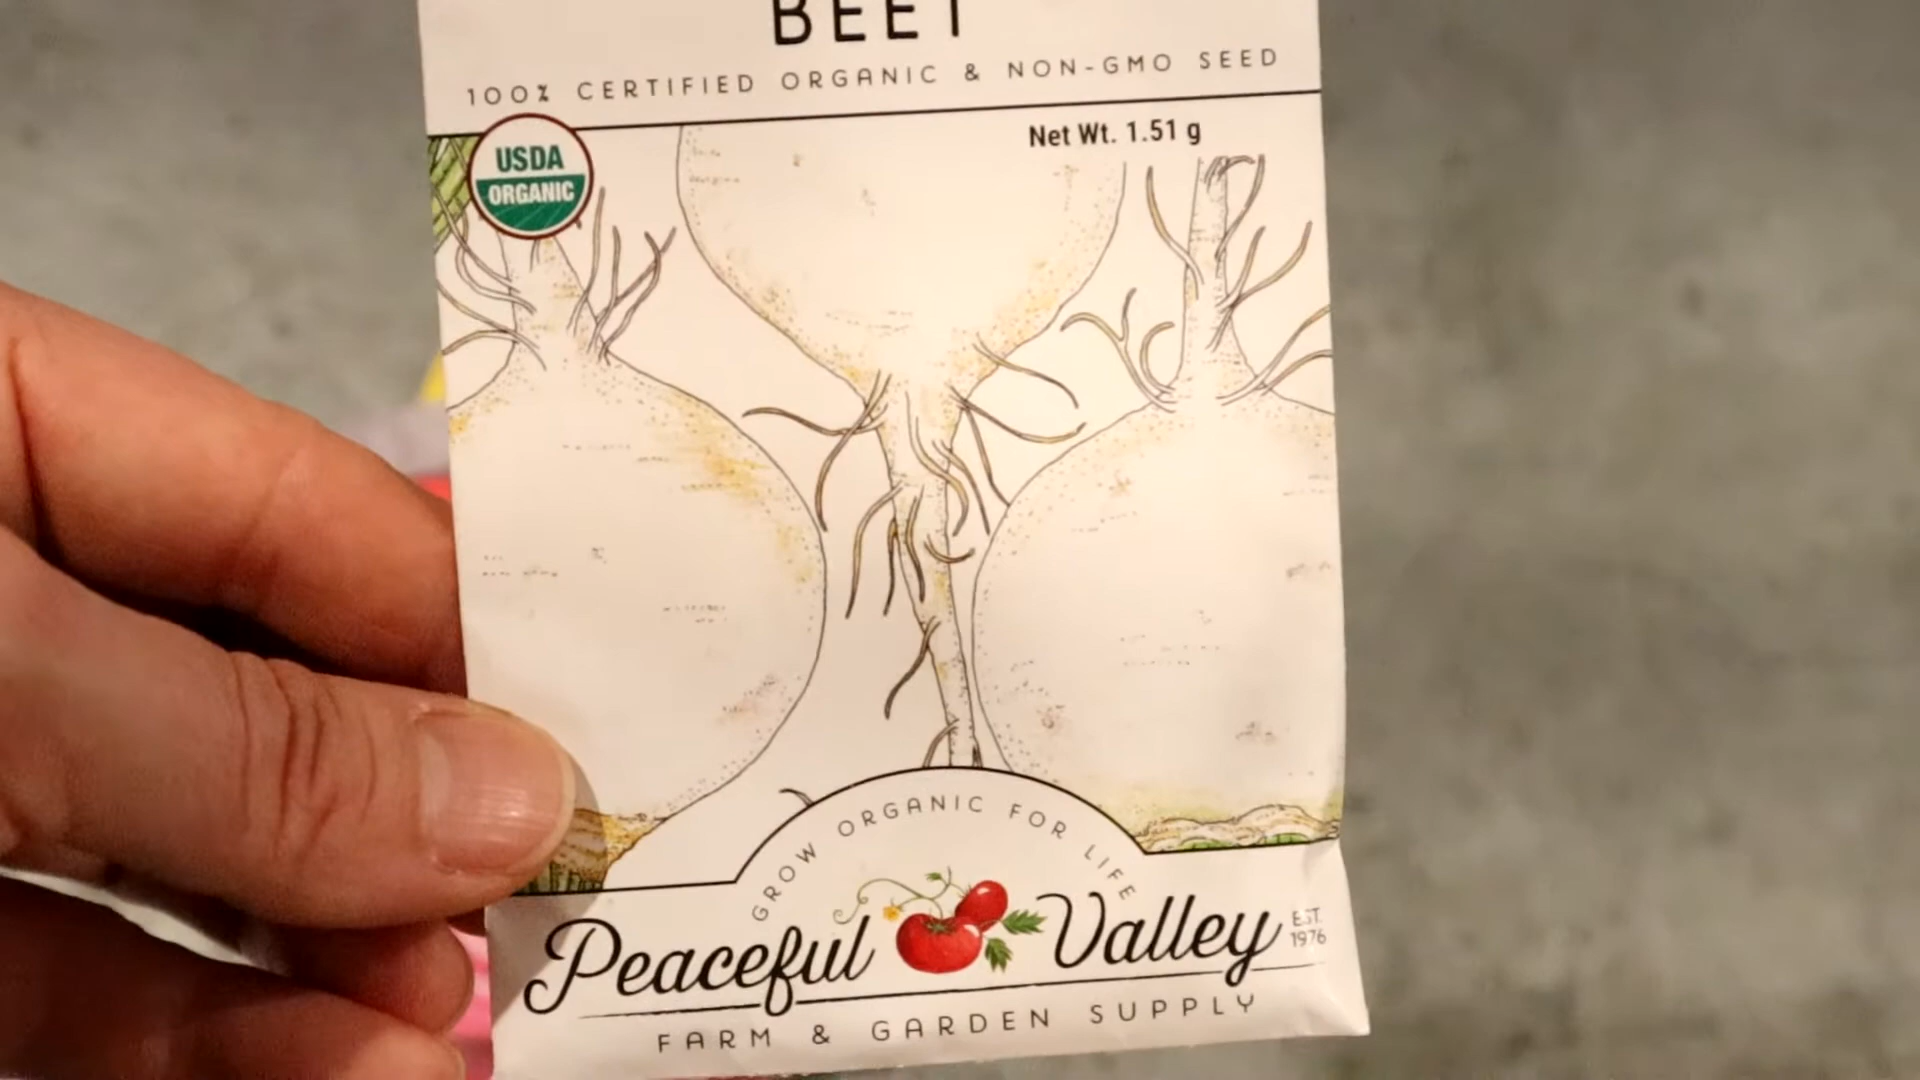 BEET
100% CERTIFIED ORGANIC & NON-GMO SEED
Net Wt. 1.51 g
USDA
ORGANIC
GROW ORGANIC FOR LIFE
Peaceful Valley
EST.
1976
FARM & GARDEN SUPPLY